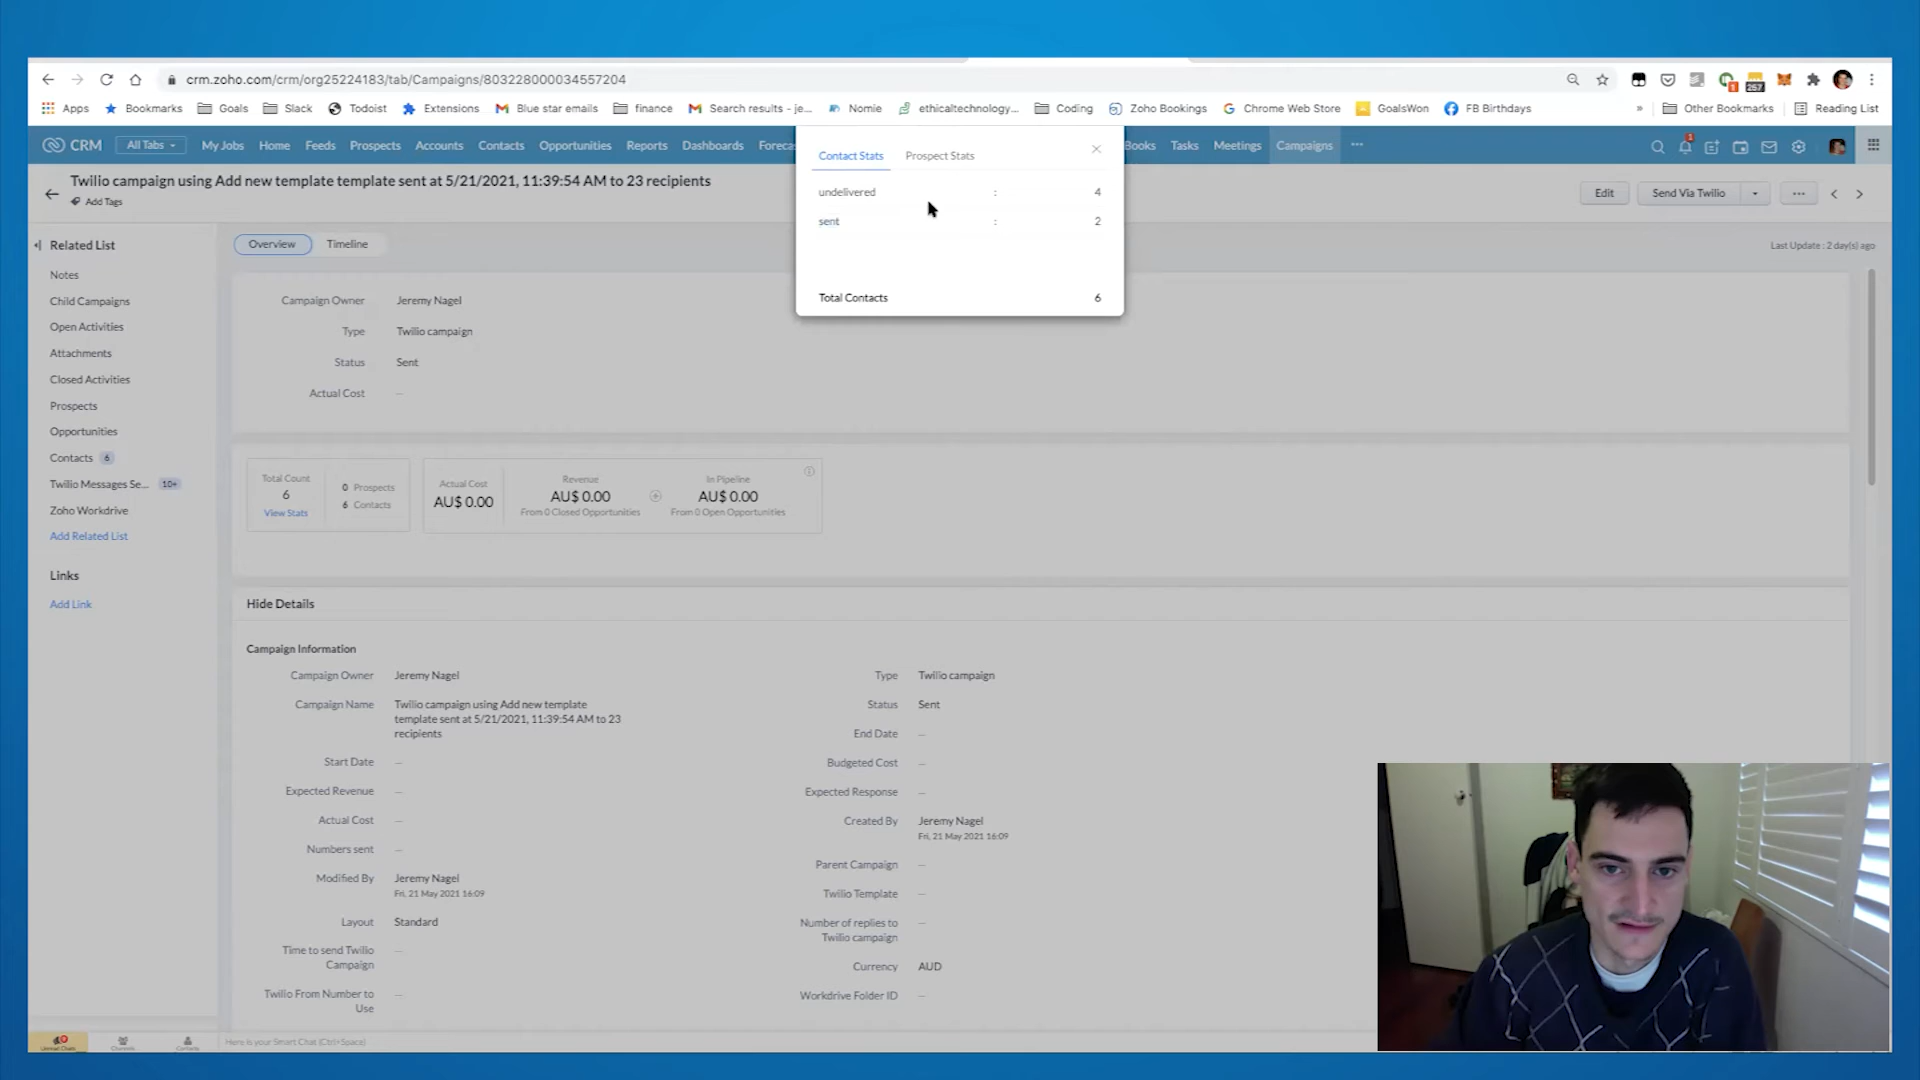 crm.zoho.com/crm/org25224183/tab/Campaigns/803228000034557204
1
257
Apps Bookmarks Goals Slack Todoist Extensions Blue star emails finance Search results - je... Nomie ethicaltechnology... Coding Zoho Bookings Chrome Web Store GoalsWon FB Birthdays » Other Bookmarks Reading List
CRM All Tabs My Jobs Home Feeds Prospects Accounts Contacts Opportunities Reports Dashboards Foreca Books Tasks Meetings Campaigns ...
1
Contact Stats Prospect Stats
undelivered : 4
sent : 2
Total Contacts 6
Twilio campaign using Add new template template sent at 5/21/2021, 11:39:54 AM to 23 recipients
Add Tags
Edit Send Via Twilio ...
Related List
Notes
Child Campaigns
Open Activities
Attachments
Closed Activities
Prospects
Opportunities
Contacts 6
Twilio Messages Se... 10+
Zoho Workdrive
Add Related List
Links
Add Link
Overview Timeline
Last Update : 2 day(s) ago
Campaign Owner Jeremy Nagel
Type Twilio campaign
Status Sent
Actual Cost —
Total Count
6
View Stats
0 Prospects
6 Contacts
Actual Cost
AU$ 0.00
Revenue
AU$ 0.00
From 0 Closed Opportunities
In Pipeline
AU$ 0.00
From 0 Open Opportunities
Hide Details
Campaign Information
Campaign Owner Jeremy Nagel
Campaign Name Twilio campaign using Add new template
template sent at 5/21/2021, 11:39:54 AM to 23
recipients
Start Date —
Expected Revenue —
Actual Cost —
Numbers sent —
Modified By Jeremy Nagel
Fri, 21 May 2021 16:09
Layout Standard
Time to send Twilio
Campaign —
Twilio From Number to
Use —
Type Twilio campaign
Status Sent
End Date —
Budgeted Cost —
Expected Response —
Created By Jeremy Nagel
Fri, 21 May 2021 16:09
Parent Campaign —
Twilio Template —
Number of replies to
Twilio campaign —
Currency AUD
Workdrive Folder ID —
Unread Chats Channels Contacts Here is your Smart Chat (Ctrl+Space)